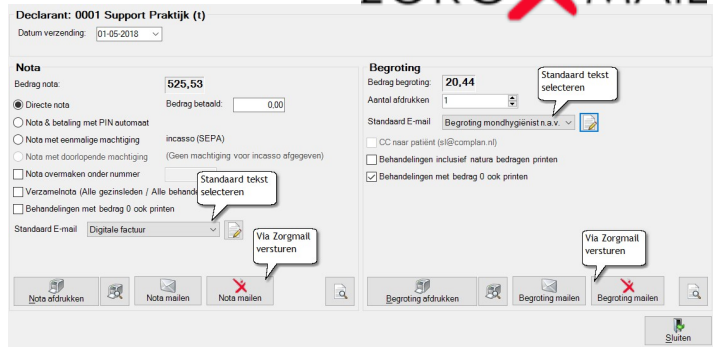 ZORG MAIL
Declarant: 0001 Support Praktijk (t)
Datum verzending: 01-05-2018
Nota
Bedrag nota: 525,53
Directe nota Bedrag betaald: 0,00
Nota & betaling met PIN automaat
Nota met eenmalige machtiging incasso (SEPA)
Nota met doorlopende machtiging (Geen machtiging voor incasso afgegeven)
Nota overmaken onder nummer
Verzamelnota (Alle gezinsleden / Alle
Standaard tekst
selecteren
Behandelingen met bedrag 0 ook printen
Standaard E-mail Digitale factuur
Via Zorgmail
versturen
Nota afdrukken Nota mailen Nota mailen
Begroting
Bedrag begroting: 20,44
Standaard tekst
selecteren
Aantal afdrukken 1
Standaard E-mail Begroting mondhygiënist n.a.v.
CC naar patiënt (sl@complan.nl)
Behandelingen inclusief natura bedragen printen
Behandelingen met bedrag 0 ook printen
Via Zorgmail
versturen
Begroting afdrukken Begroting mailen Begroting mailen
Sluiten